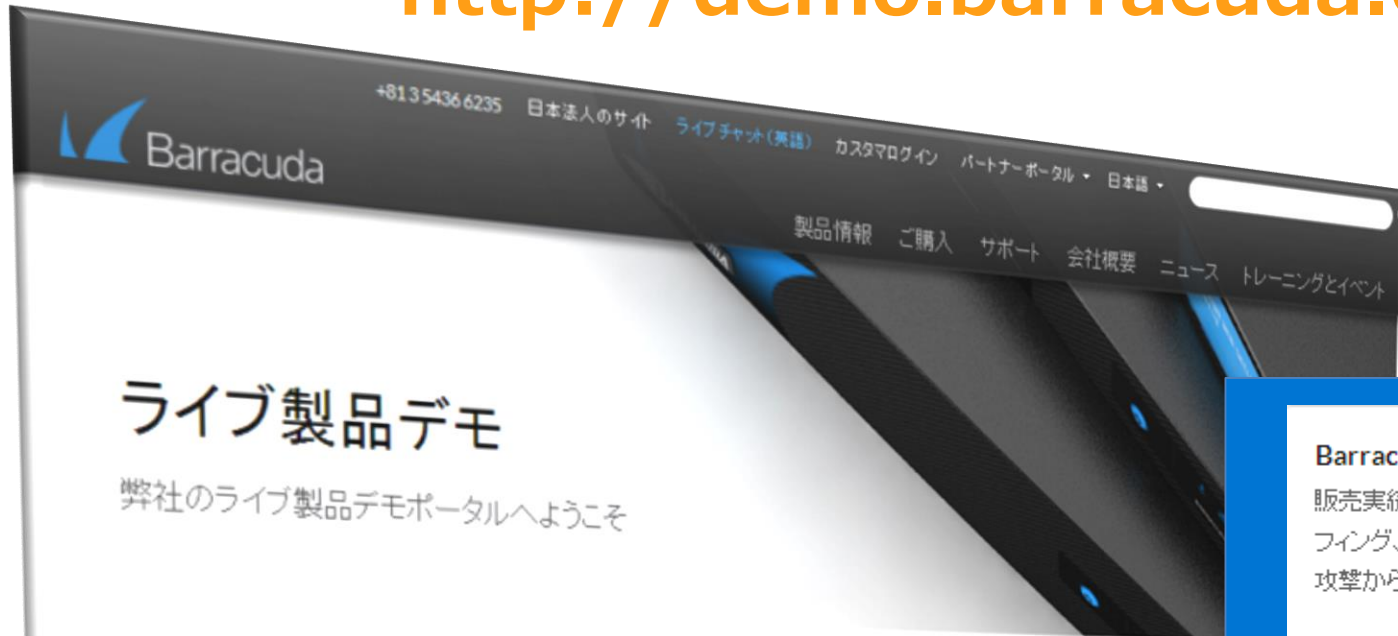 http://demo.barracuda.
+81 3 5436 6235 日本法人のサイト ライブチャット(英語) カスタマログイン パートナーポータル 日本語
Barracuda
製品情報 ご購入 サポート 会社概要 ニュース トレーニングとイベント
ライブ製品デモ
弊社のライブ製品デモポータルへようこそ
Barrac
販売実績
フィング、
攻撃から